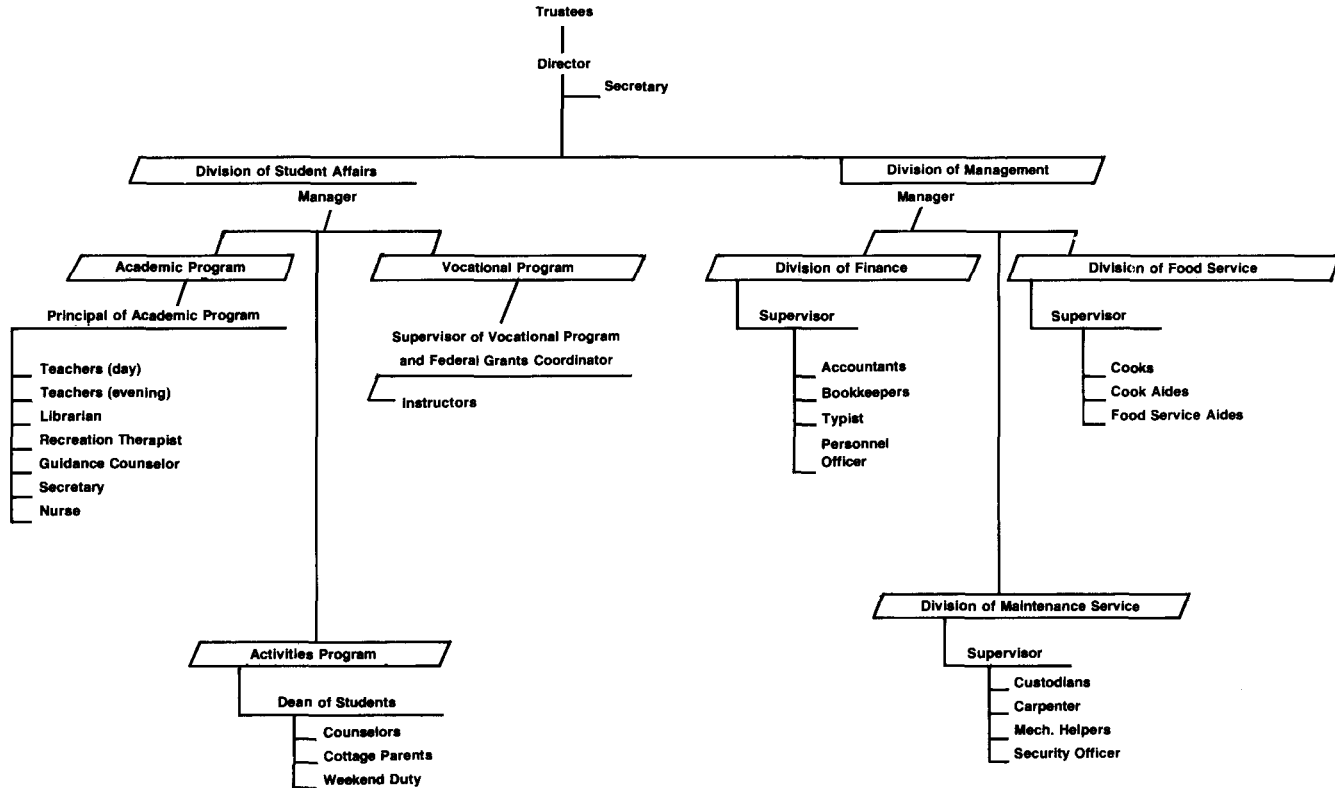 Trustees
Director
Secretary
Division of Student Affairs
Manager
Academic Program
Principal of Academic Program
Teachers (day)
Teachers (evening)
Librarian
Recreation Therapist
Guidance Counselor
Secretary
Nurse
Vocational Program
Supervisor of Vocational Program
and Federal Grants Coordinator
Instructors
Activities Program
Dean of Students
Counselors
Cottage Parents
Weekend Duty
Division of Management
Manager
Division of Finance
Supervisor
Accountants
Bookkeepers
Typist
Personnel
Officer
Division of Food Service
Supervisor
Cooks
Cook Aides
Food Service Aides
Division of Maintenance Service
Supervisor
Custodians
Carpenter
Mech. Helpers
Security Officer